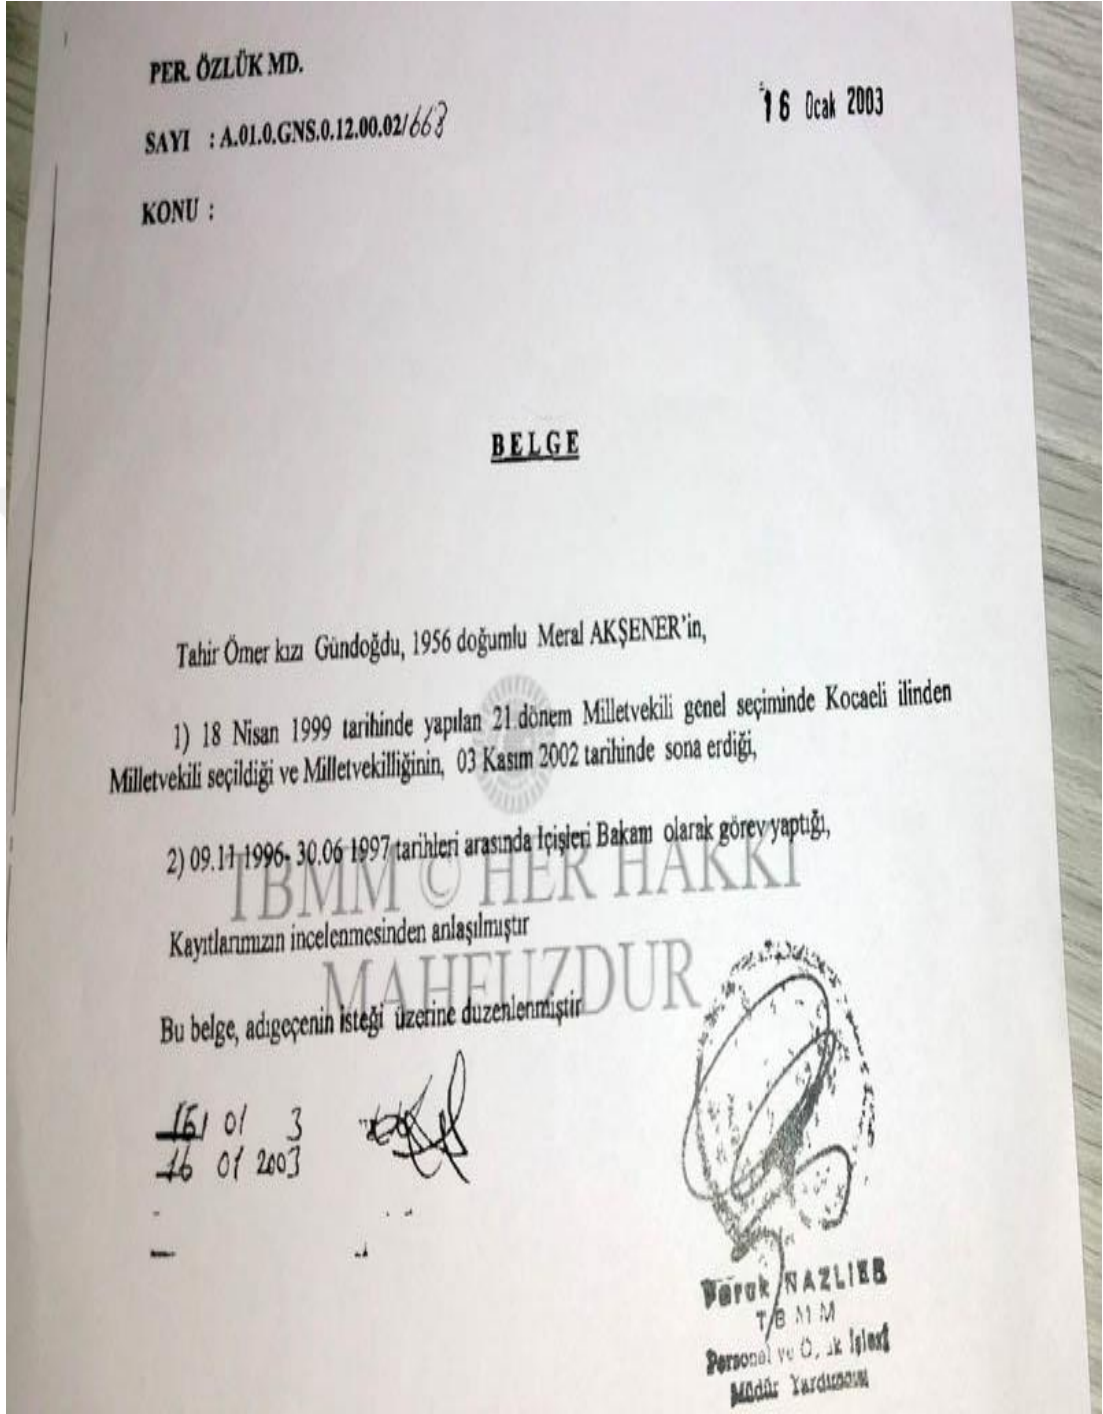 PER. ÖZLÜK MD.
16 Ocak 2003
SAYI : A.01.0.GNS.0.12.00.02/663
KONU :
BELGE
Tahir Ömer kızı Gündoğdu, 1956 doğumlu Meral AKŞENER'in,
1) 18 Nisan 1999 tarihinde yapılan 21.dönem Milletvekili genel seçiminde Kocaeli ilinden
Milletvekili seçildiği ve Milletvekilliğinin, 03 Kasım 2002 tarihinde sona erdiği,
2) 09.11.1996- 30.06 1997 tarihleri arasında İçişleri Bakanı olarak görev yaptığı,
TBMM © HER HAKKI
Kayıtlarımızın incelenmesinden anlaşılmıştır
MAHFUZDUR
Bu belge, adıgeçenin isteği üzerine duzenlenmiştir
01 3
16 01 2003
Faruk
TBMM
Personel ve İşleri
Müdür Yardımcısı